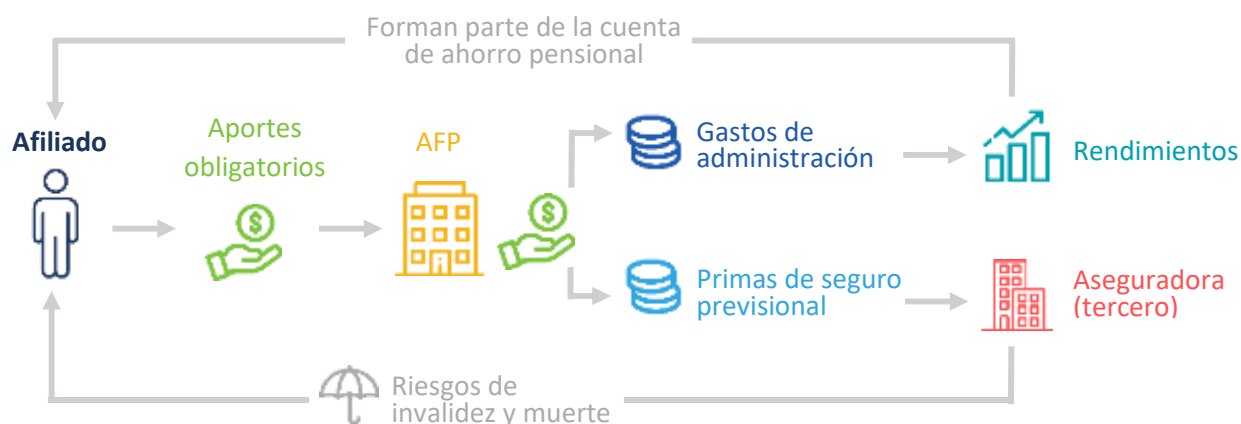 Forman parte de la cuenta
de ahorro pensional
Afiliado
Aportes
obligatorios
AFP
Gastos de
administración
Rendimientos
$
$
Primas de seguro
previsional
Aseguradora
(tercero)
Riesgos de
invalidez y muerte